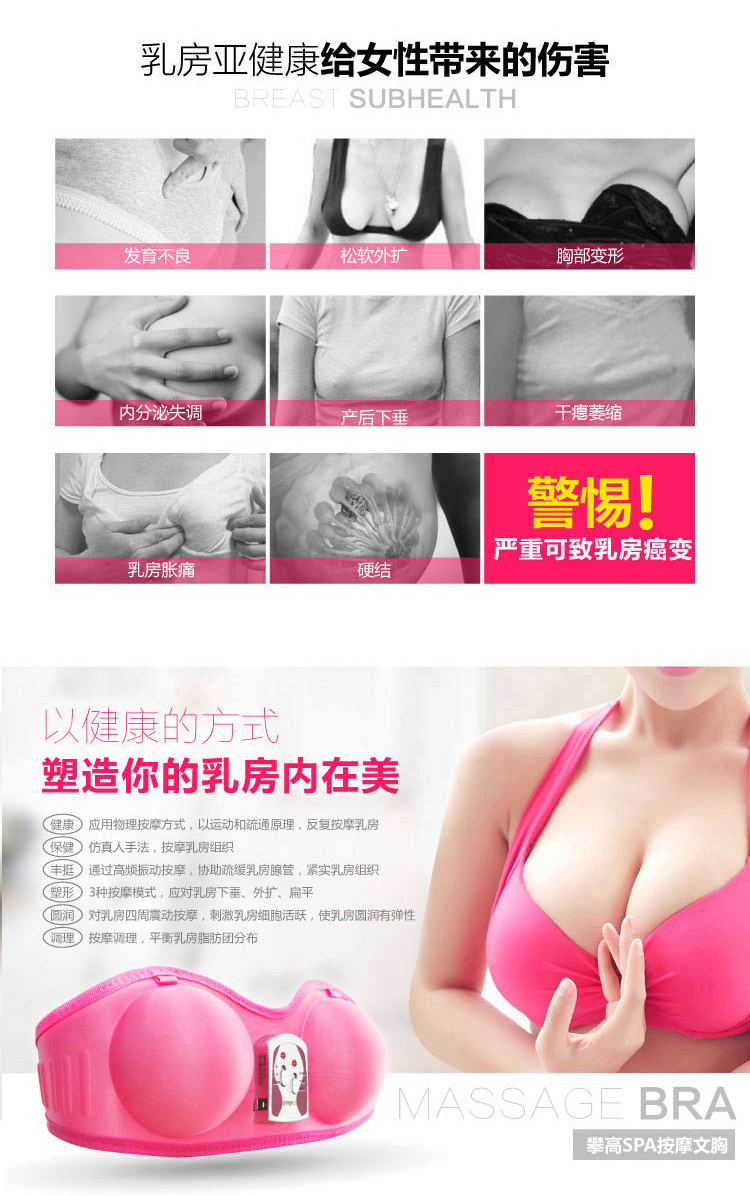 乳房亚健康给女性带来的伤害
BREAST SUBHEALTH
发育不良
松软外扩
胸部变形
内分泌失调
产后下垂
干瘪萎缩
乳房胀痛
硬结
警惕!
严重可致乳房癌变
以健康的方式
塑造你的乳房内在美
健康 应用物理按摩方式，以运动和疏通原理，反复按摩乳房
保健 仿真人手法，按摩乳房组织
丰挺 通过高频振动按摩，协助疏缓乳房腺管，紧实乳房组织
塑形 3种按摩模式，应对乳房下垂、外扩、扁平
圆润 对乳房四周震动按摩，刺激乳房细胞活跃，使乳房圆润有弹性
调理 按摩调理，平衡乳房脂肪团分布
MASSAGE BRA
攀高SPA按摩文胸